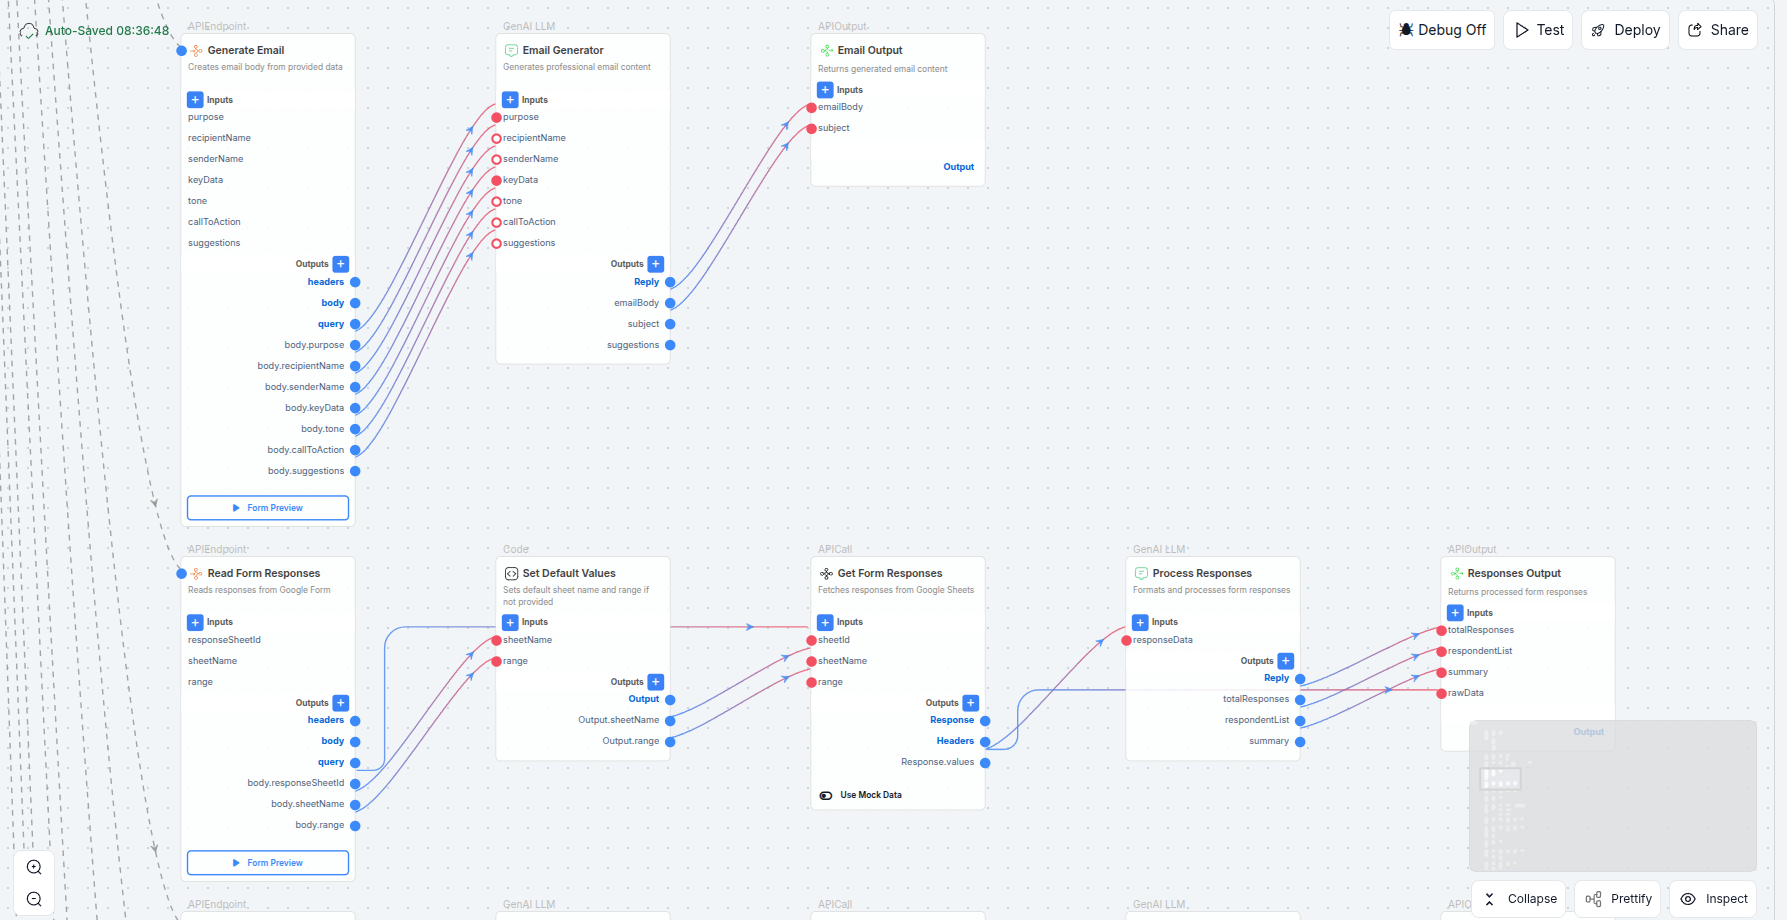 Auto-Saved 08:36:48
Debug Off
Test
Deploy
Share
APIEndpoint
Generate Email
Creates email body from provided data
Inputs
purpose
recipientName
senderName
keyData
tone
callToAction
suggestions
Outputs
headers
body
query
body.purpose
body.recipientName
body.senderName
body.keyData
body.tone
body.callToAction
body.suggestions
Form Preview
GenAI LLM
Email Generator
Generates professional email content
Inputs
purpose
recipientName
senderName
keyData
tone
callToAction
suggestions
Outputs
Reply
emailBody
subject
suggestions
APIOutput
Email Output
Returns generated email content
Inputs
emailBody
subject
Output
APIEndpoint
Read Form Responses
Reads responses from Google Form
Inputs
responseSheetId
sheetName
range
Outputs
headers
body
query
body.responseSheetId
body.sheetName
body.range
Form Preview
Code
Set Default Values
Sets default sheet name and range if
not provided
Inputs
sheetName
range
Outputs
Output
Output.sheetName
Output.range
APICall
Get Form Responses
Fetches responses from Google Sheets
Inputs
sheetId
sheetName
range
Outputs
Response
Headers
Response.values
Use Mock Data
GenAI LLM
Process Responses
Formats and processes form responses
Inputs
responseData
Outputs
Reply
totalResponses
respondentList
summary
APIOutput
Responses Output
Returns processed form responses
Inputs
totalResponses
respondentList
summary
rawData
Output
APIEndpoint
GenAI LLM
APICall
GenAI LLM
APIO
Collapse
Prettify
Inspect